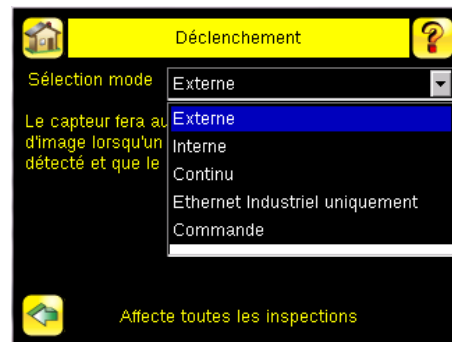 Déclenchement
?
Sélection mode
Externe
Le capteur fera au
d'image lorsqu'un
détecté et que le
Externe
Interne
Continu
Ethernet Industriel uniquement
Commande
Affecte toutes les inspections